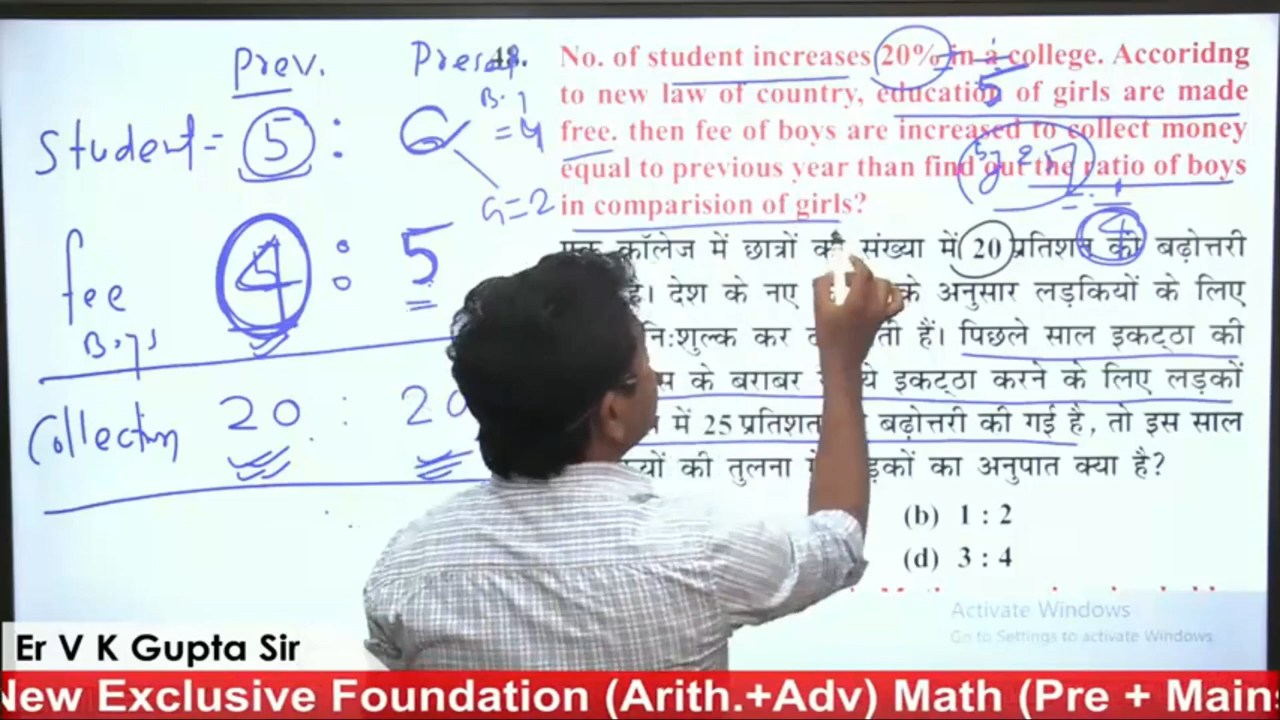 Prev.
Student = 5 : 6
B.y = 4
G = 2
fee 4 : 5
Boys
Collection 20 : 20
48. No. of student increases 20% in a college. Accoridng
to new law of country, education of girls are made
free. then fee of boys are increased to collect money
equal to previous year than find out the ratio of boys
in comparision of girls?
एक कॉलेज में छात्रों की संख्या में 20 प्रतिशत की बढ़ोत्तरी
है। देश के नए के अनुसार लड़कियों के लिए
नि:शुल्क कर दी जाती हैं। पिछले साल इकट्ठा की
के बराबर इकट्ठा करने के लिए लड़कों
में 25 प्रतिशत बढ़ोत्तरी की गई है, तो इस साल
की तुलना में का अनुपात क्या है?
(b) 1 : 2
(d) 3 : 4
5
4
Activate Windows
Go to Settings to activate Windows.
Er V K Gupta Sir
New Exclusive Foundation (Arith.+Adv) Math (Pre + Mains